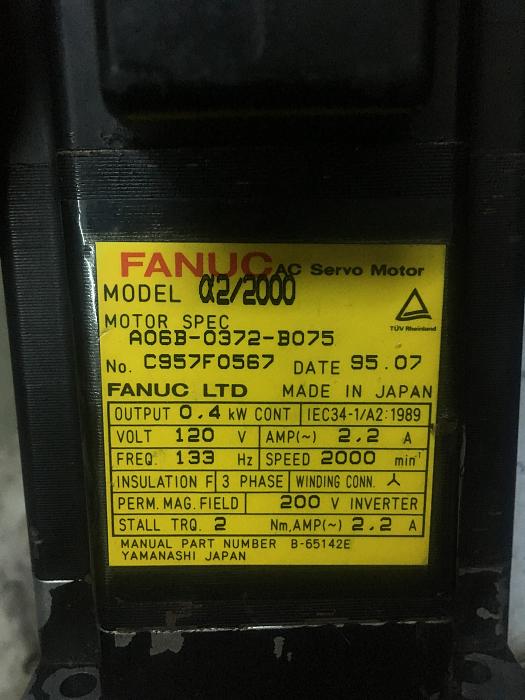 FANUC AC Servo Motor
MODEL α2/2000
MOTOR SPEC
A06B-0372-B075
TÜV Rheinland
No. C957F0567 DATE 95.07
FANUC LTD MADE IN JAPAN
OUTPUT 0.4 kW CONT IEC34-1/A2:1989
VOLT 120 V AMP(~) 2.2 A
FREQ. 133 Hz SPEED 2000 min⁻¹
INSULATION F 3 PHASE WINDING CONN. 人
PERM. MAG. FIELD 200 V INVERTER
STALL TRQ. 2 Nm, AMP(~) 2.2 A
MANUAL PART NUMBER B-65142E
YAMANASHI JAPAN